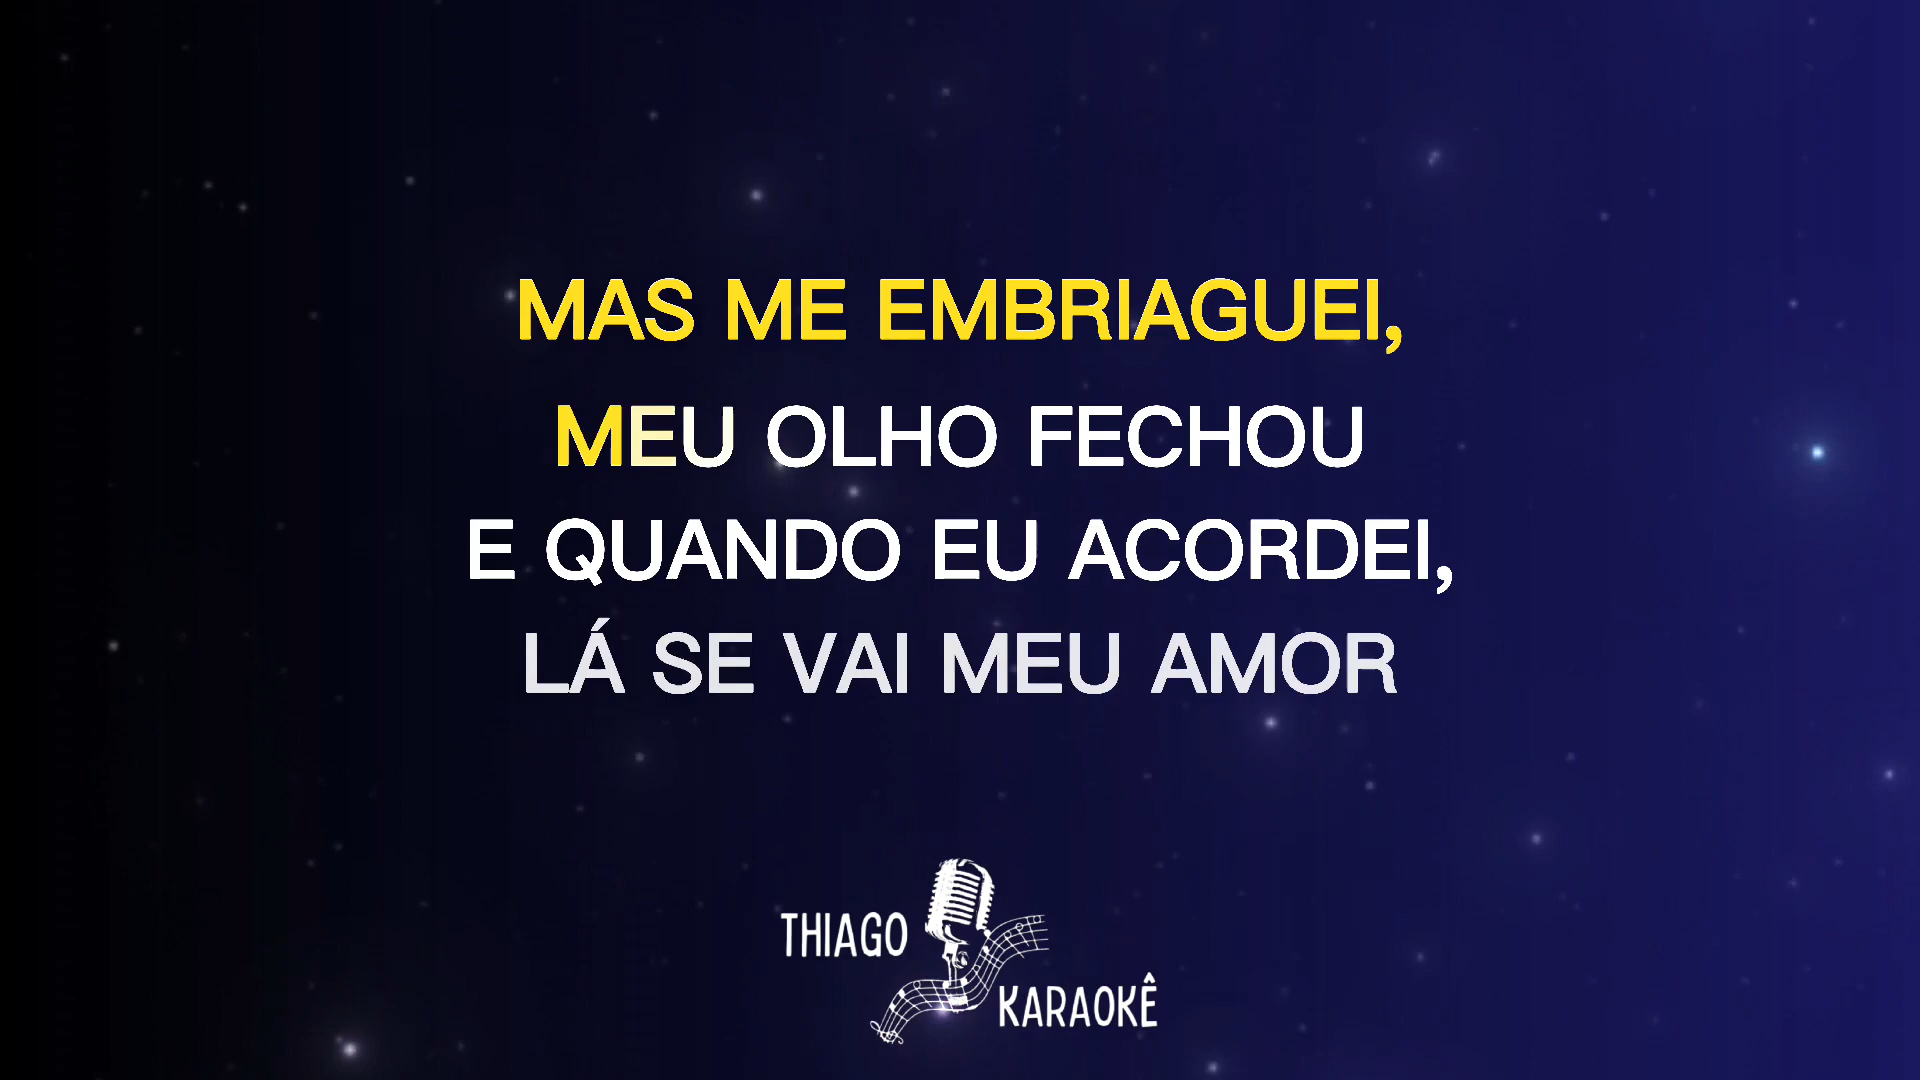 MAS ME EMBRIAGUEI,
MEU OLHO FECHOU
E QUANDO EU ACORDEI,
LÁ SE VAI MEU AMOR
THIAGO
KARAOKÊ